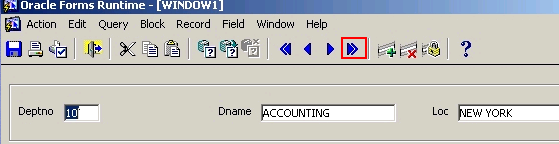 Oracle Forms Runtime - [WINDOW1]
Action Edit Query Block Record Field Window Help
Deptno 10 Dname ACCOUNTING Loc NEW YORK